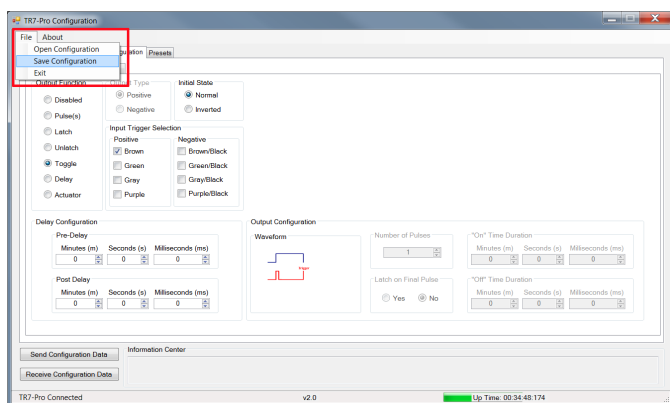 TR7-Pro Configuration
File About
Open Configuration
Save Configuration
Exit
Presets
Output Function
Disabled
Pulse(s)
Latch
Unlatch
Toggle
Delay
Actuator
Output Type
Positive
Negative
Initial State
Normal
Inverted
Input Trigger Selection
Positive
Brown
Green
Gray
Purple
Negative
Brown/Black
Green/Black
Gray/Black
Purple/Black
Delay Configuration
Pre-Delay
Minutes (m) Seconds (s) Milliseconds (ms)
0 0 0
Post Delay
Minutes (m) Seconds (s) Milliseconds (ms)
0 0 0
Output Configuration
Waveform
Number of Pulses
1
Latch on Final Pulse
Yes No
"On" Time Duration
Minutes (m) Seconds (s) Milliseconds (ms)
0 0 0
"Off" Time Duration
Minutes (m) Seconds (s) Milliseconds (ms)
0 0 0
Send Configuration Data
Receive Configuration Data
Information Center
TR7-Pro Connected v2.0 Up Time: 00:34:48:174